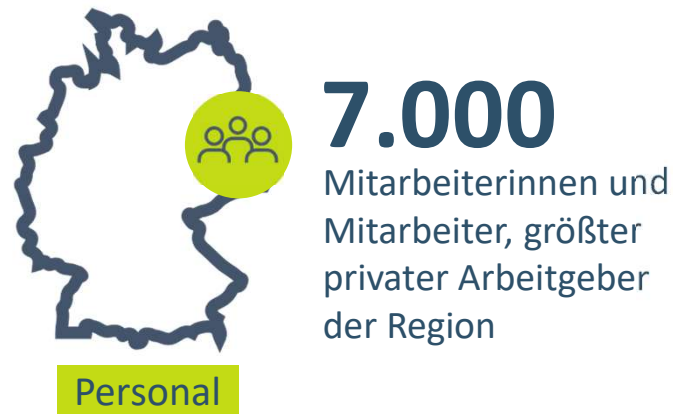 7.000
Mitarbeiterinnen und
Mitarbeiter, größter
privater Arbeitgeber
der Region
Personal